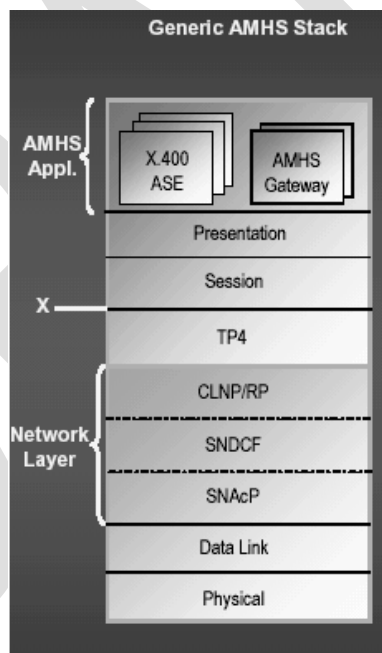 Generic AMHS Stack
AMHS
Appl.
X.400
ASE
AMHS
Gateway
Presentation
Session
X
TP4
CLNP/RP
Network
Layer
SNDCF
SNAcP
Data Link
Physical